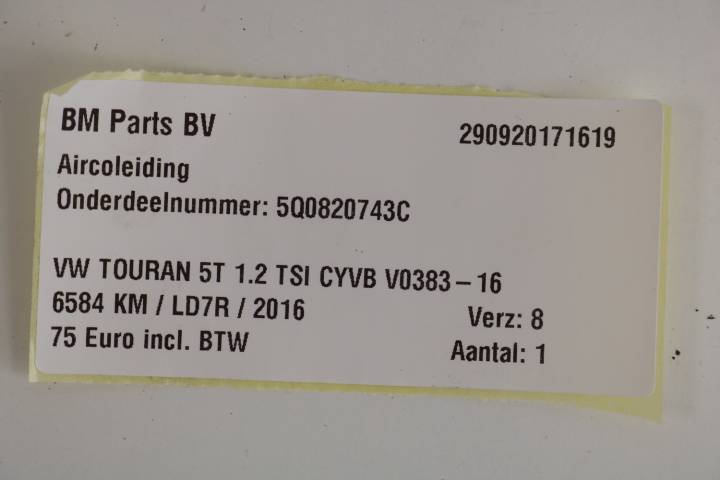 BM Parts BV 290920171619
Aircoleiding
Onderdeelnummer: 5Q0820743C
VW TOURAN 5T 1.2 TSI CYVB V0383-16
6584 KM / LD7R / 2016 Verz: 8
75 Euro incl. BTW Aantal: 1